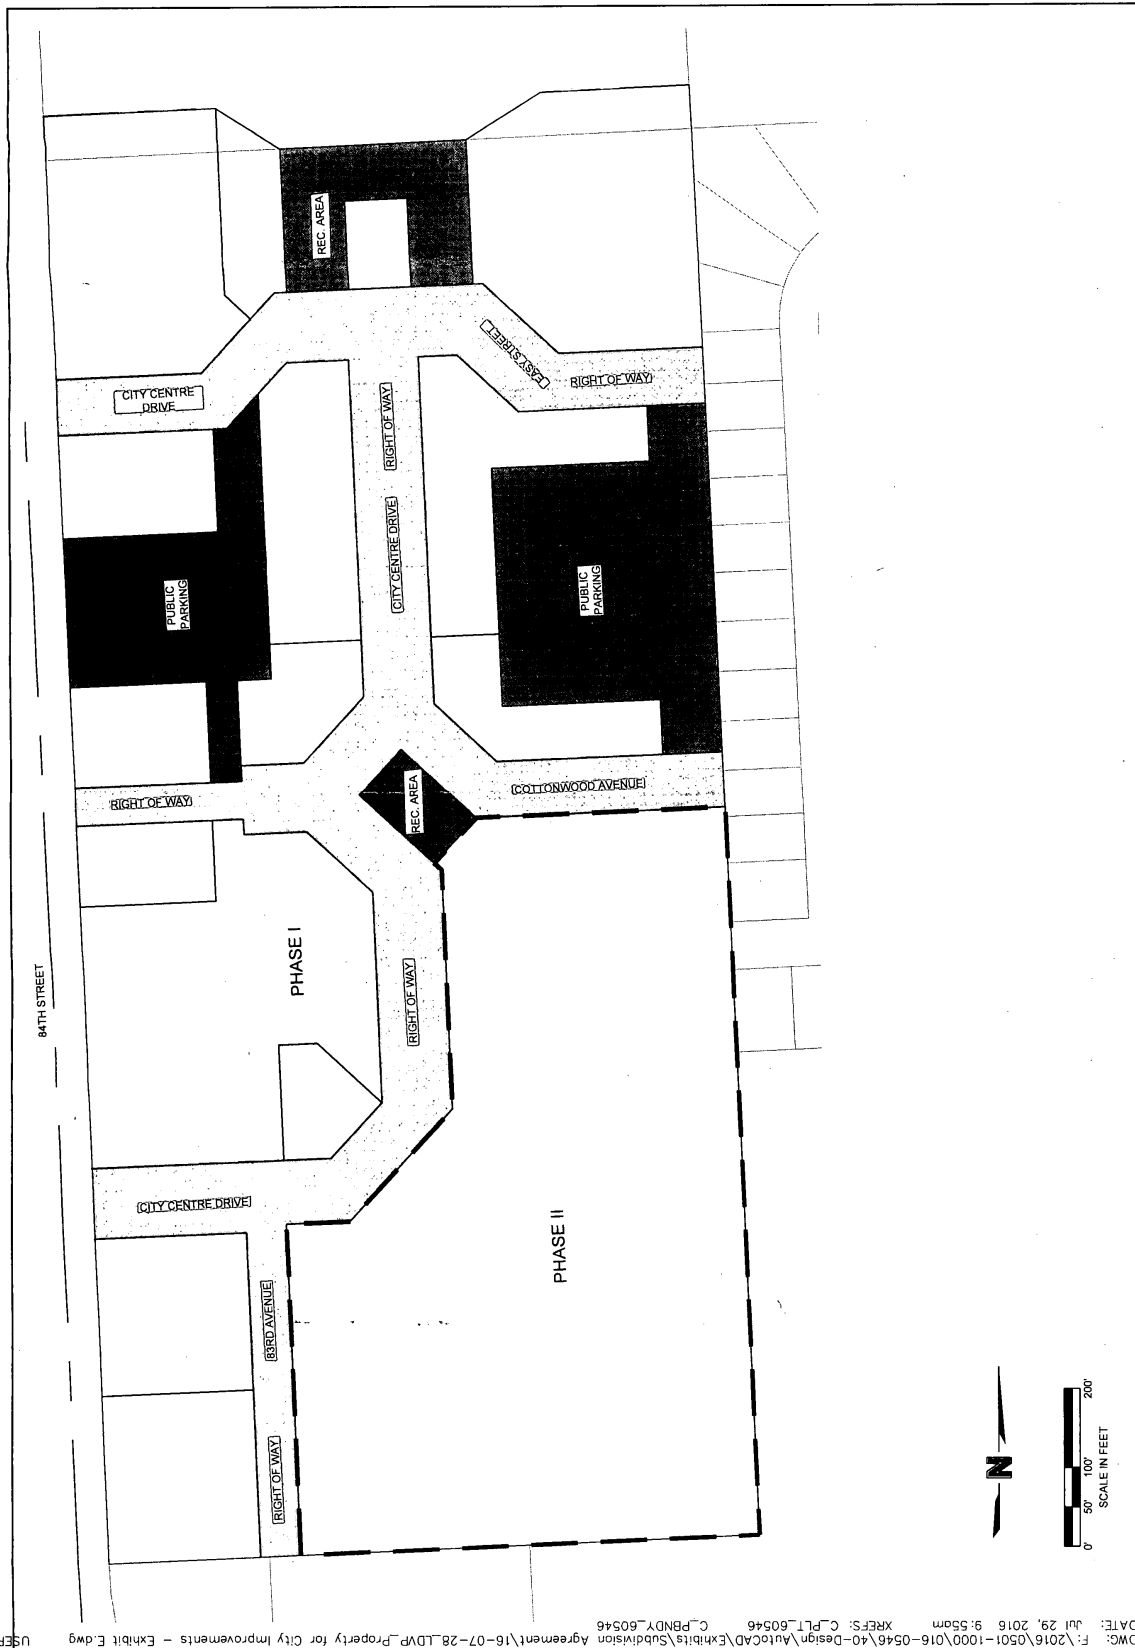 84TH STREET
CITY CENTRE
DRIVE
REC. AREA
EASY STREET
RIGHT OF WAY
RIGHT OF WAY
CITY CENTRE DRIVE
PUBLIC
PARKING
PUBLIC
PARKING
RIGHT OF WAY
REC. AREA
COTTONWOOD AVENUE
PHASE I
RIGHT OF WAY
CITY CENTRE DRIVE
83RD AVENUE
RIGHT OF WAY
PHASE II
N
0' 50' 100' 200'
SCALE IN FEET
DWG: F:\2016\0501-1000\016-0546\40-Design\AutoCAD\Exhibits\Subdivision Agreement\16-07-28_LDVP_Property for City Improvements - Exhibit E.dwg USER
DATE: Jul 29, 2016 9:55am XREFS: C_PLT_60546 C_PBNDY_60546